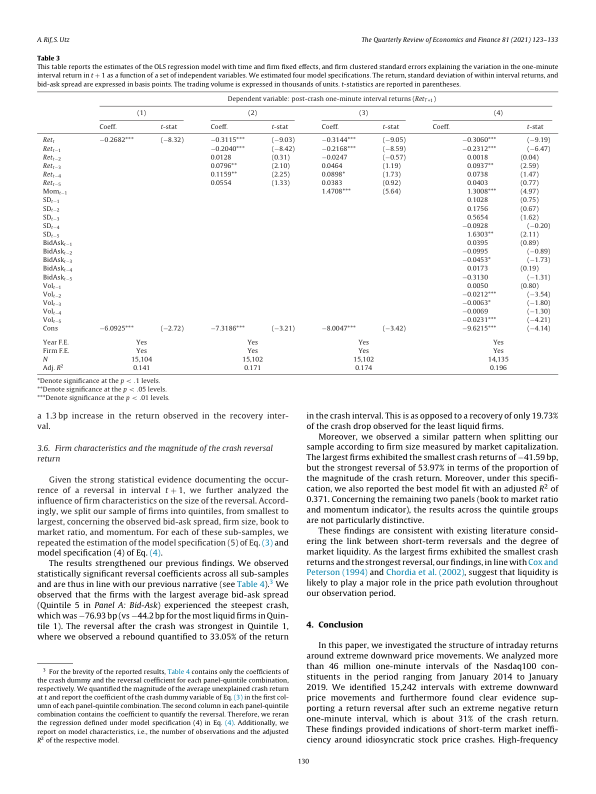 A. Rif, S. Utz
The Quarterly Review of Economics and Finance 81 (2021) 123–133
Table 3
This table reports the estimates of the OLS regression model with time and firm fixed effects, and firm clustered standard errors explaining the variation in the one-minute
interval return in t + 1 as a function of a set of independent variables. We estimated four model specifications. The return, standard deviation of within interval returns, and
bid-ask spread are expressed in basis points. The trading volume is expressed in thousands of units. t-statistics are reported in parentheses.
Dependent variable: post-crash one-minute interval returns (Ret_{T+1})
(1) (2) (3) (4)
Coeff. t-stat Coeff. t-stat Coeff. t-stat Coeff. t-stat
Ret_t −0.2682*** (−8.32) −0.3115*** (−9.03) −0.3144*** (−9.05) −0.3060*** (−9.19)
Ret_{t−1} −0.2040*** (−8.42) −0.2168*** (−8.59) −0.2312*** (−6.47)
Ret_{t−2} 0.0128 (0.31) −0.0247 (−0.57) 0.0018 (0.04)
Ret_{t−3} 0.0796** (2.10) 0.0464 (1.19) 0.0937** (2.59)
Ret_{t−4} 0.1159** (2.25) 0.0898* (1.73) 0.0738 (1.47)
Ret_{t−5} 0.0554 (1.33) 0.0383 (0.92) 0.0403 (0.77)
Mom_{t−1} 1.4708*** (5.64) 1.3008*** (4.97)
SD_{t−1} 0.1028 (0.75)
SD_{t−2} 0.1756 (0.67)
SD_{t−3} 0.5654 (1.62)
SD_{t−4} −0.0928 (−0.20)
SD_{t−5} 1.6303** (2.11)
BidAsk_{t−1} 0.0395 (0.89)
BidAsk_{t−2} −0.0995 (−0.89)
BidAsk_{t−3} −0.0453* (−1.73)
BidAsk_{t−4} 0.0173 (0.19)
BidAsk_{t−5} −0.3130 (−1.31)
Vol_{t−1} 0.0050 (0.80)
Vol_{t−2} −0.0212*** (−3.54)
Vol_{t−3} −0.0063* (−1.80)
Vol_{t−4} −0.0069 (−1.30)
Vol_{t−5} −0.0231*** (−4.21)
Cons −6.0925*** (−2.72) −7.3186*** (−3.21) −8.0047*** (−3.42) −9.6215*** (−4.14)
Year F.E. Yes Yes Yes Yes
Firm F.E. Yes Yes Yes Yes
N 15,104 15,102 15,102 14,135
Adj. R² 0.141 0.171 0.174 0.196
*Denote significance at the p < .1 levels.
**Denote significance at the p < .05 levels.
***Denote significance at the p < .01 levels.
a 1.3 bp increase in the return observed in the recovery inter-
val.
3.6. Firm characteristics and the magnitude of the crash reversal
return
Given the strong statistical evidence documenting the occur-
rence of a reversal in interval t + 1, we further analyzed the
influence of firm characteristics on the size of the reversal. Accord-
ingly, we split our sample of firms into quintiles, from smallest to
largest, concerning the observed bid-ask spread, firm size, book to
market ratio, and momentum. For each of these sub-samples, we
repeated the estimation of the model specification (5) of Eq. (3) and
model specification (4) of Eq. (4).
The results strengthened our previous findings. We observed
statistically significant reversal coefficients across all sub-samples
and are thus in line with our previous narrative (see Table 4).³ We
observed that the firms with the largest average bid-ask spread
(Quintile 5 in Panel A: Bid-Ask) experienced the steepest crash,
which was −76.93 bp (vs −44.2 bp for the most liquid firms in Quin-
tile 1). The reversal after the crash was strongest in Quintile 1,
where we observed a rebound quantified to 33.05% of the return
³ For the brevity of the reported results, Table 4 contains only the coefficients of
the crash dummy and the reversal coefficient for each panel-quintile combination,
respectively. We quantified the magnitude of the average unexplained crash return
at t and report the coefficient of the crash dummy variable of Eq. (3) in the first col-
umn of each panel-quintile combination. The second column in each panel-quintile
combination contains the coefficient to quantify the reversal. Therefore, we reran
the regression defined under model specification (4) in Eq. (4). Additionally, we
report on model characteristics, i.e., the number of observations and the adjusted
R² of the respective model.
in the crash interval. This is as opposed to a recovery of only 19.73%
of the crash drop observed for the least liquid firms.
Moreover, we observed a similar pattern when splitting our
sample according to firm size measured by market capitalization.
The largest firms exhibited the smallest crash returns of −41.59 bp,
but the strongest reversal of 53.97% in terms of the proportion of
the magnitude of the crash return. Moreover, under this specifi-
cation, we also reported the best model fit with an adjusted R² of
0.371. Concerning the remaining two panels (book to market ratio
and momentum indicator), the results across the quintile groups
are not particularly distinctive.
These findings are consistent with existing literature consid-
ering the link between short-term reversals and the degree of
market liquidity. As the largest firms exhibited the smallest crash
returns and the strongest reversal, our findings, in line with Cox and
Peterson (1994) and Chordia et al. (2002), suggest that liquidity is
likely to play a major role in the price path evolution throughout
our observation period.
4. Conclusion
In this paper, we investigated the structure of intraday returns
around extreme downward price movements. We analyzed more
than 46 million one-minute intervals of the Nasdaq100 con-
stituents in the period ranging from January 2014 to January
2019. We identified 15,242 intervals with extreme downward
price movements and furthermore found clear evidence sup-
porting a return reversal after such an extreme negative return
one-minute interval, which is about 31% of the crash return.
These findings provided indications of short-term market ineffi-
ciency around idiosyncratic stock price crashes. High-frequency
130